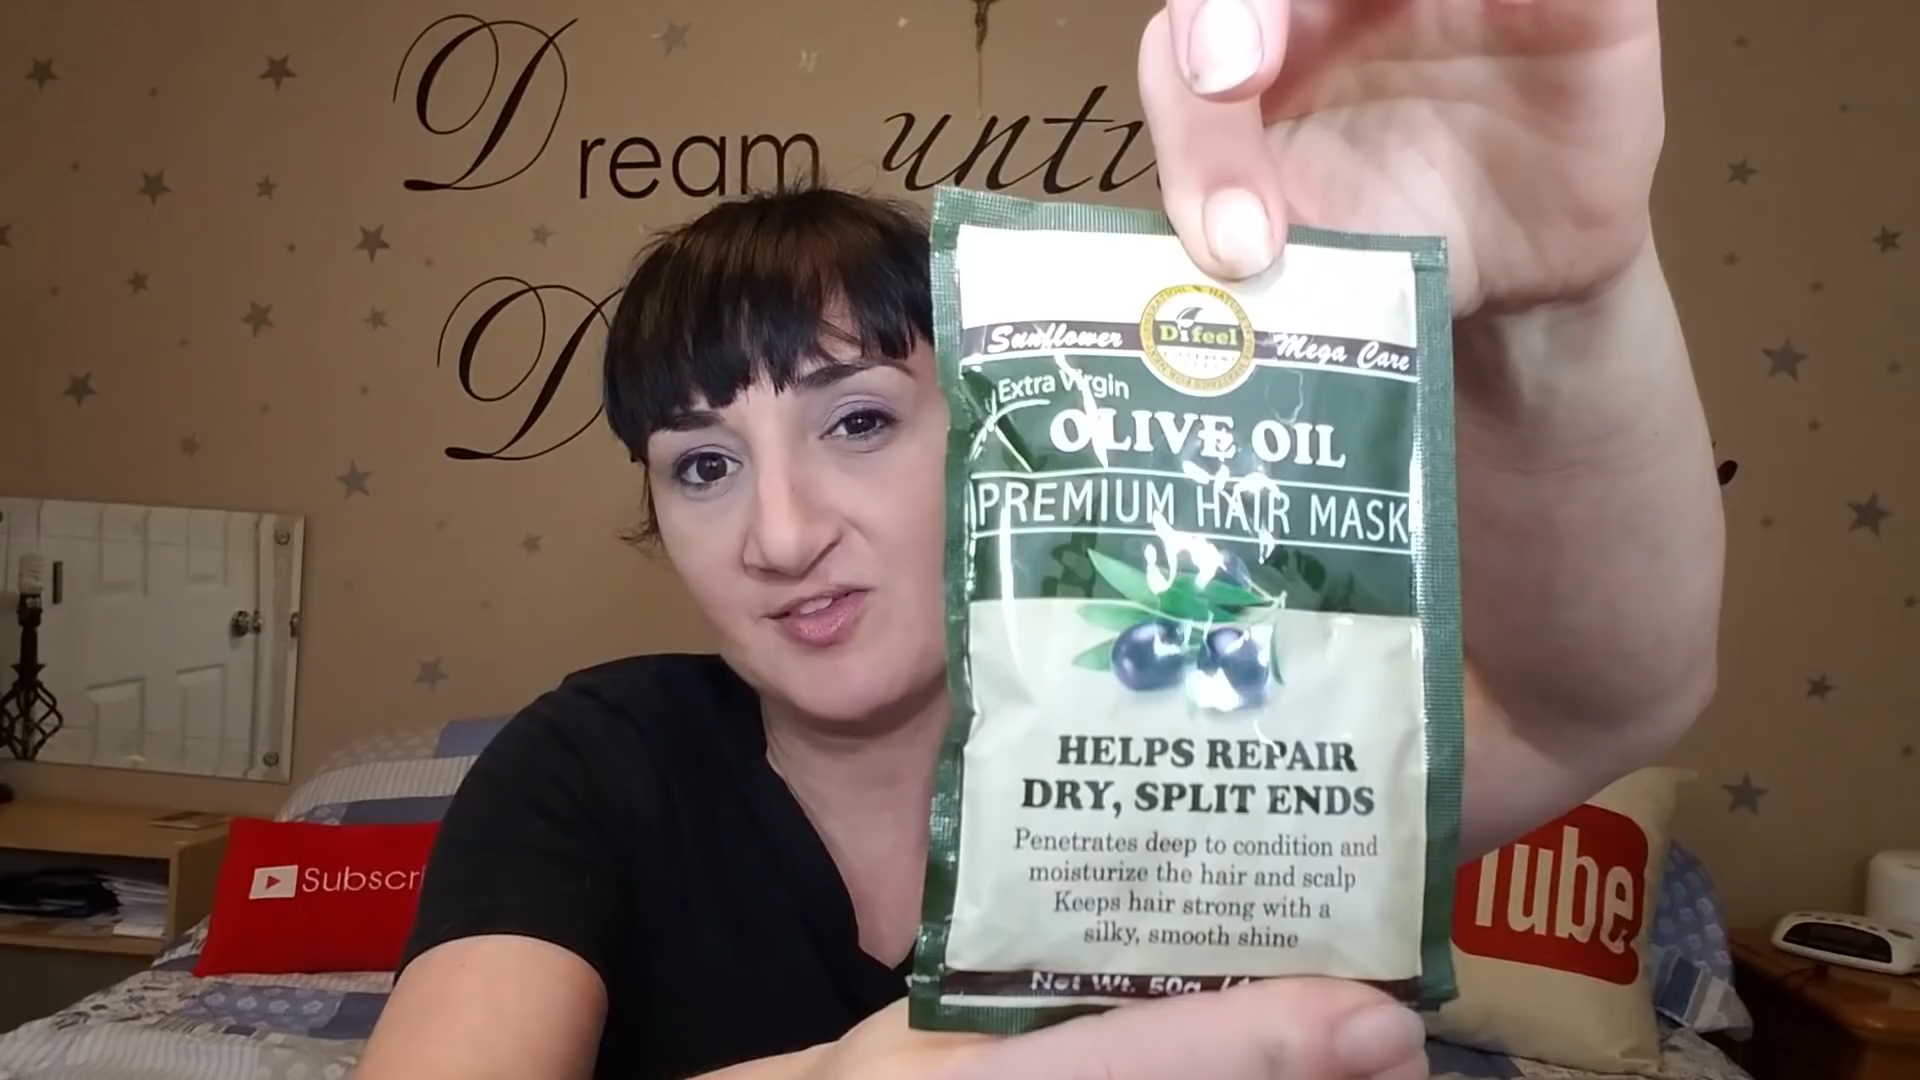 Dream
D
Sunflower
Difeel
Mega Care
Extra Virgin
OLIVE OIL
PREMIUM HAIR MASK
HELPS REPAIR
DRY, SPLIT ENDS
Penetrates deep to condition and
moisturize the hair and scalp
Keeps hair strong with a
silky, smooth shine
Net Wt. 50g
Subscri
Tube